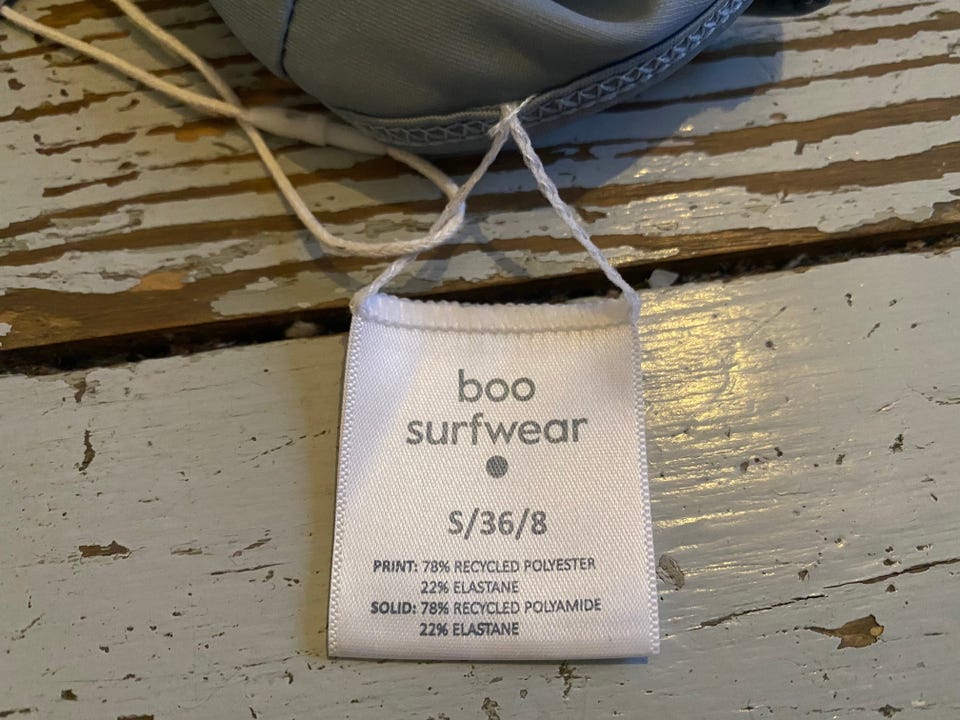 boo
surfwear
S/36/8
PRINT: 78% RECYCLED POLYESTER
22% ELASTANE
SOLID: 78% RECYCLED POLYAMIDE
22% ELASTANE